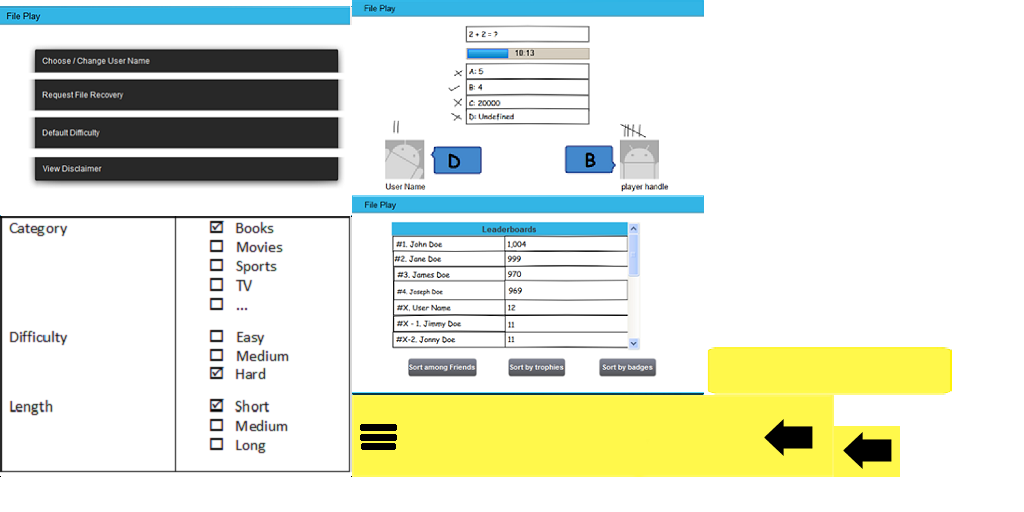 File Play
Choose / Change User Name
Request File Recovery
Default Difficulty
View Disclaimer
File Play
2 + 2 = ?
10:13
A: 5
B: 4
C: 20000
D: Undefined
D
B
User Name
player handle
Category
Books
Movies
Sports
TV
...
Difficulty
Easy
Medium
Hard
Length
Short
Medium
Long
File Play
Leaderboards
#1. John Doe 1,004
#2. Jane Doe 999
#3. James Doe 970
#4. Joseph Doe 969
#X. User Name 12
#X - 1. Jimmy Doe 11
#X-2. Jonny Doe 11
Sort among Friends
Sort by trophies
Sort by badges